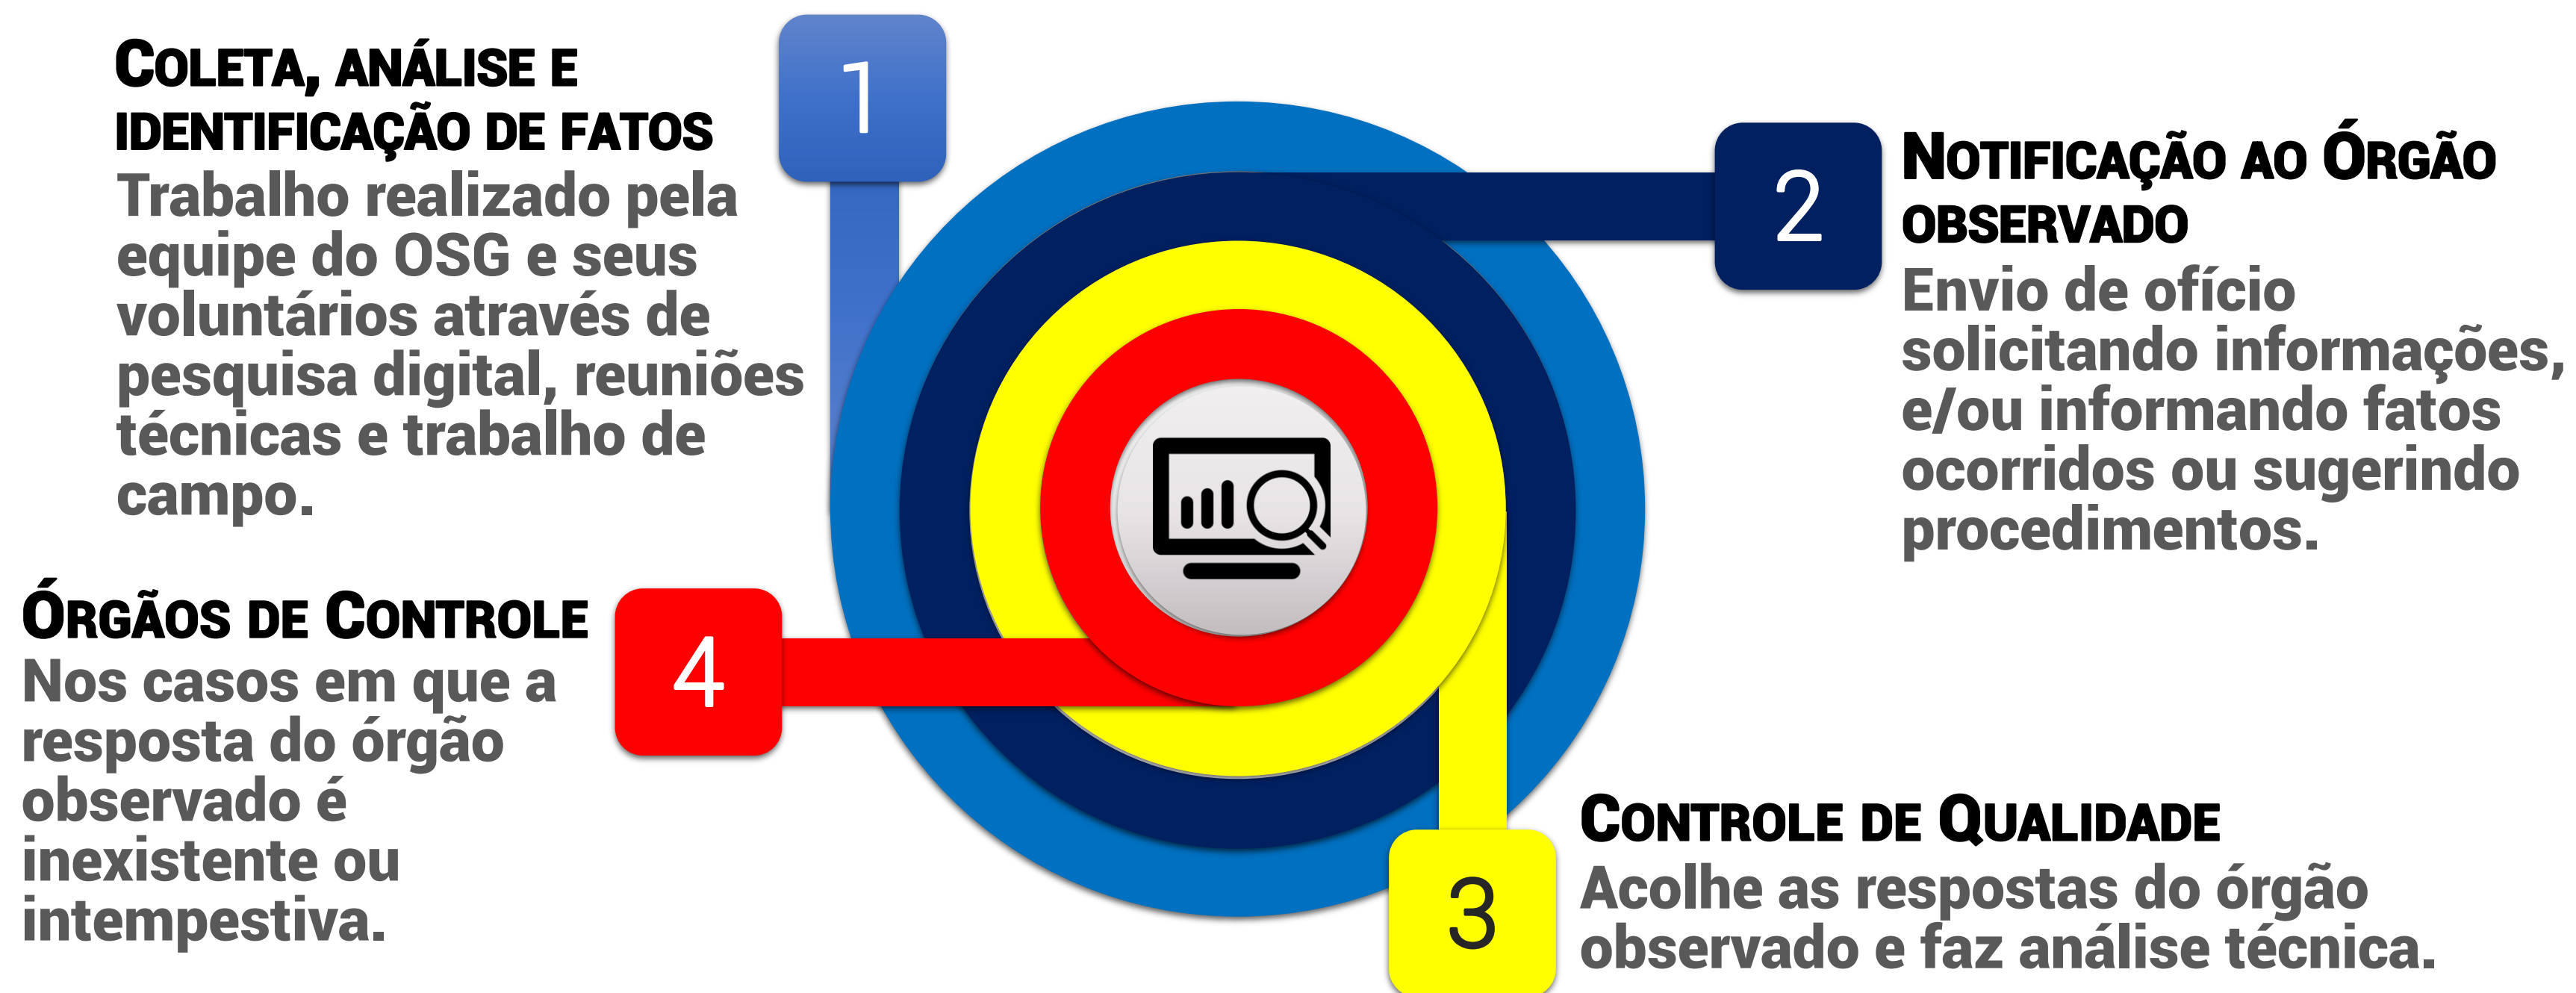 1
COLETA, ANÁLISE E
IDENTIFICAÇÃO DE FATOS
Trabalho realizado pela
equipe do OSG e seus
voluntários através de
pesquisa digital, reuniões
técnicas e trabalho de
campo.
2
NOTIFICAÇÃO AO ÓRGÃO
OBSERVADO
Envio de ofício
solicitando informações,
e/ou informando fatos
ocorridos ou sugerindo
procedimentos.
3
CONTROLE DE QUALIDADE
Acolhe as respostas do órgão
observado e faz análise técnica.
4
ÓRGÃOS DE CONTROLE
Nos casos em que a
resposta do órgão
observado é
inexistente ou
intempestiva.